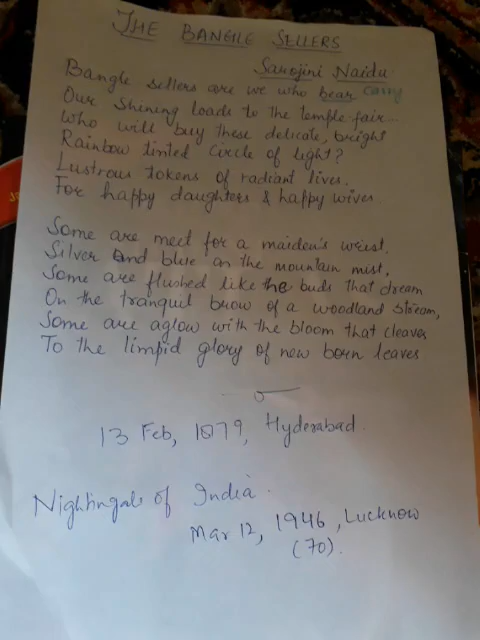 THE BANGLE SELLERS
Sarojini Naidu
Bangle sellers are we who bear carry
Our Shining loads to the temple fair...
Who will buy these delicate, bright
Rainbow tinted circle of light?
Lustrous tokens of radiant lives,
For happy daughters & happy wives.
Some are meet for a maiden's wrist,
Silver and blue as the mountain mist,
Some are flushed like the buds that dream
On the tranquil brow of a woodland stream,
Some are aglow with the bloom that cleaves
To the limpid glory of new born leaves
13 Feb, 1879, Hyderabad.
Nightingale of India.
Mar 12, 1946, Lucknow
(70).